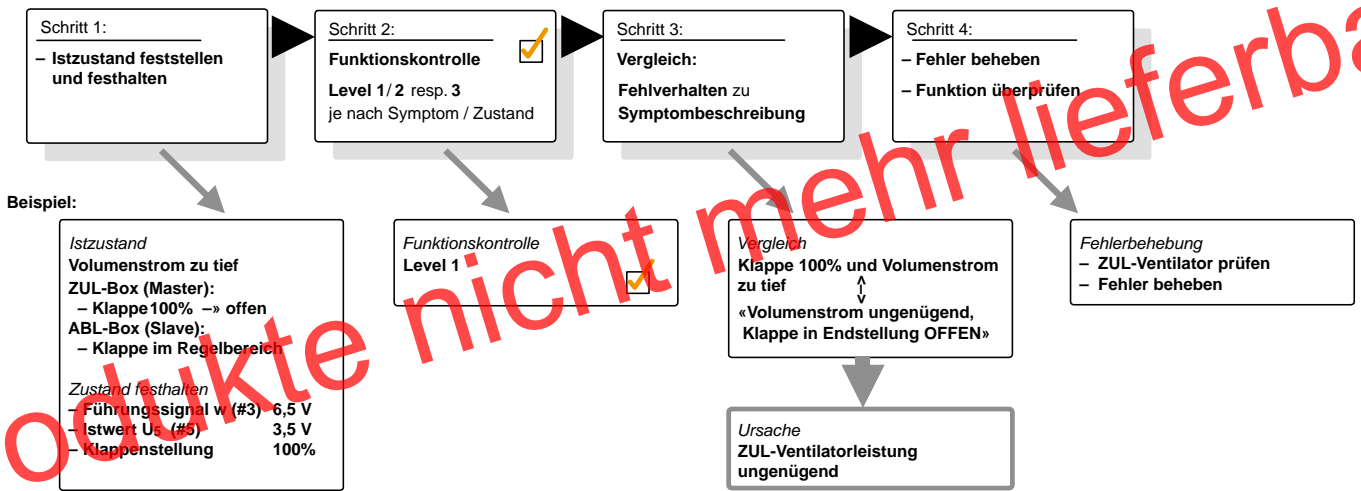 Schritt 1:
– Istzustand feststellen
und festhalten
Schritt 2:
Funktionskontrolle
Level 1/ 2 resp. 3
je nach Symptom / Zustand
Schritt 3:
Vergleich:
Fehlverhalten zu
Symptombeschreibung
Schritt 4:
– Fehler beheben
– Funktion überprüfen
Beispiel:
Istzustand
Volumenstrom zu tief
ZUL-Box (Master):
– Klappe100% –» offen
ABL-Box (Slave):
– Klappe im Regelbereich
Zustand festhalten
– Führungssignal w (#3) 6,5 V
– Istwert U5 (#5) 3,5 V
– Klappenstellung 100%
Funktionskontrolle
Level 1
Vergleich
Klappe 100% und Volumenstrom
zu tief
«Volumenstrom ungenügend,
Klappe in Endstellung OFFEN»
Ursache
ZUL-Ventilatorleistung
ungenügend
Fehlerbehebung
– ZUL-Ventilator prüfen
– Fehler beheben
odukte nicht mehr lieferba